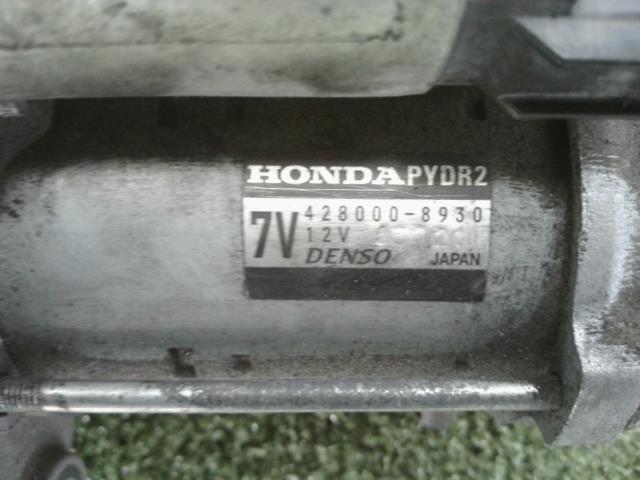 HONDA PYDR2
7V 428000-8930
12V
DENSO JAPAN